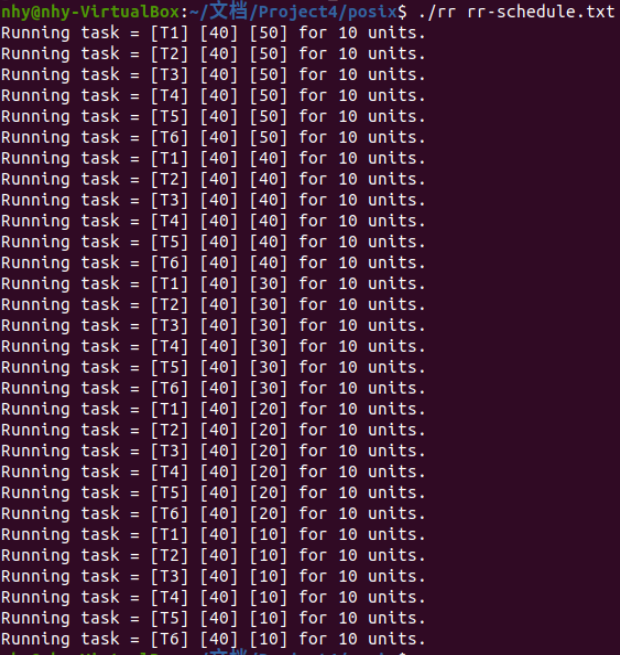 nhy@nhy-VirtualBox:~/文档/Project4/posix$ ./rr rr-schedule.txt
Running task = [T1] [40] [50] for 10 units.
Running task = [T2] [40] [50] for 10 units.
Running task = [T3] [40] [50] for 10 units.
Running task = [T4] [40] [50] for 10 units.
Running task = [T5] [40] [50] for 10 units.
Running task = [T6] [40] [50] for 10 units.
Running task = [T1] [40] [40] for 10 units.
Running task = [T2] [40] [40] for 10 units.
Running task = [T3] [40] [40] for 10 units.
Running task = [T4] [40] [40] for 10 units.
Running task = [T5] [40] [40] for 10 units.
Running task = [T6] [40] [40] for 10 units.
Running task = [T1] [40] [30] for 10 units.
Running task = [T2] [40] [30] for 10 units.
Running task = [T3] [40] [30] for 10 units.
Running task = [T4] [40] [30] for 10 units.
Running task = [T5] [40] [30] for 10 units.
Running task = [T6] [40] [30] for 10 units.
Running task = [T1] [40] [20] for 10 units.
Running task = [T2] [40] [20] for 10 units.
Running task = [T3] [40] [20] for 10 units.
Running task = [T4] [40] [20] for 10 units.
Running task = [T5] [40] [20] for 10 units.
Running task = [T6] [40] [20] for 10 units.
Running task = [T1] [40] [10] for 10 units.
Running task = [T2] [40] [10] for 10 units.
Running task = [T3] [40] [10] for 10 units.
Running task = [T4] [40] [10] for 10 units.
Running task = [T5] [40] [10] for 10 units.
Running task = [T6] [40] [10] for 10 units.